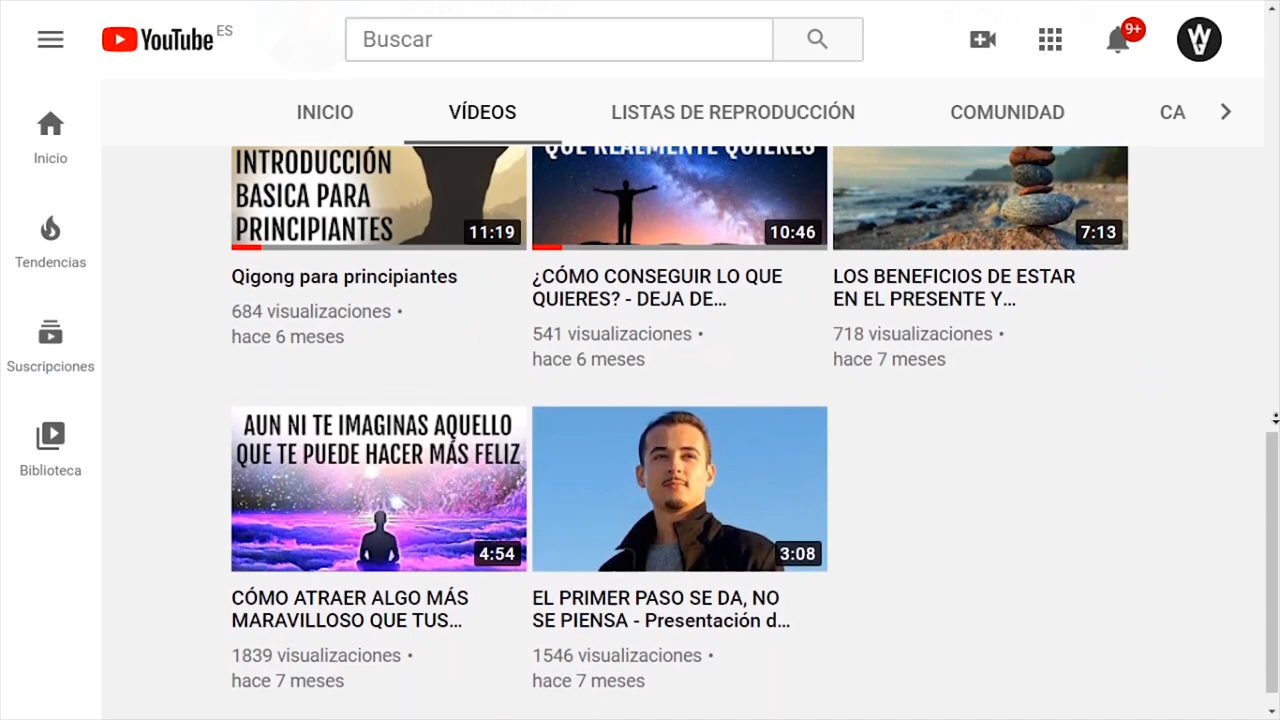 YouTube ES
Buscar
9+
INICIO
VÍDEOS
LISTAS DE REPRODUCCIÓN
COMUNIDAD
CA
Inicio
Tendencias
Suscripciones
Biblioteca
INTRODUCCIÓN
BASICA PARA
PRINCIPIANTES
11:19
QUE REALMENTE QUIERES
10:46
7:13
Qigong para principiantes
684 visualizaciones •
hace 6 meses
¿CÓMO CONSEGUIR LO QUE
QUIERES? - DEJA DE...
541 visualizaciones •
hace 6 meses
LOS BENEFICIOS DE ESTAR
EN EL PRESENTE Y...
718 visualizaciones •
hace 7 meses
AUN NI TE IMAGINAS AQUELLO
QUE TE PUEDE HACER MÁS FELIZ
4:54
3:08
CÓMO ATRAER ALGO MÁS
MARAVILLOSO QUE TUS...
1839 visualizaciones •
hace 7 meses
EL PRIMER PASO SE DA, NO
SE PIENSA - Presentación d...
1546 visualizaciones •
hace 7 meses